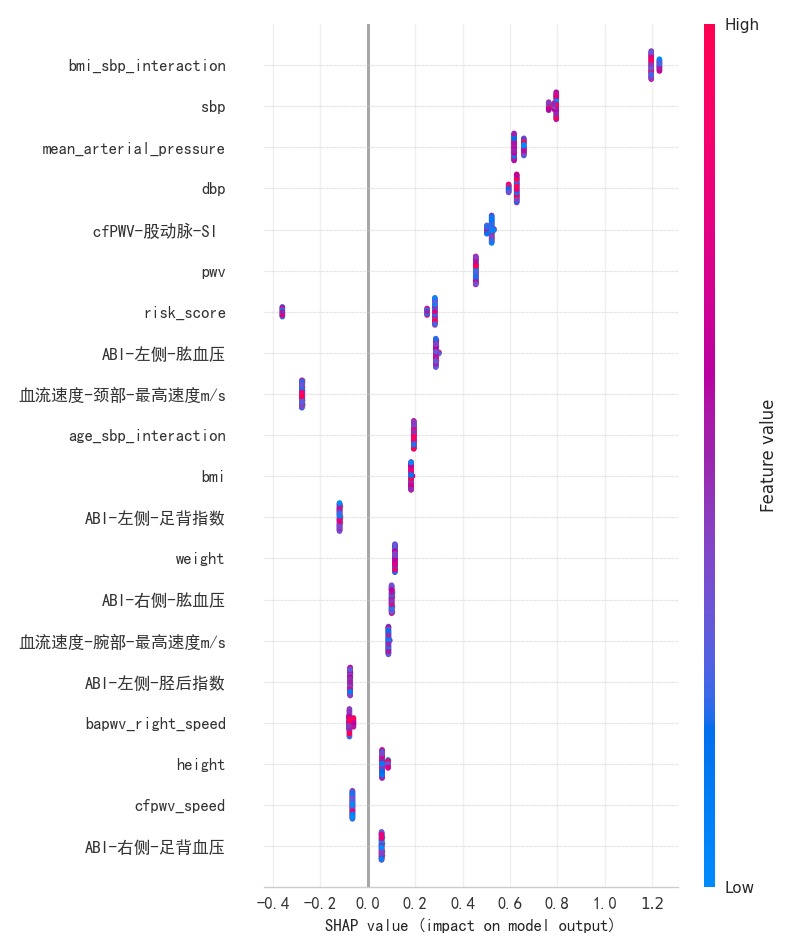 High
bmi_sbp_interaction
sbp
mean_arterial_pressure
dbp
cfPWV-股动脉-SI
pwv
risk_score
ABI-左侧-肱血压
血流速度-颈部-最高速度m/s
age_sbp_interaction
bmi
ABI-左侧-足背指数
weight
ABI-右侧-肱血压
血流速度-腕部-最高速度m/s
ABI-左侧-胫后指数
bapwv_right_speed
height
cfpwv_speed
ABI-右侧-足背血压
Feature value
Low
-0.4 -0.2 0.0 0.2 0.4 0.6 0.8 1.0 1.2
SHAP value (impact on model output)